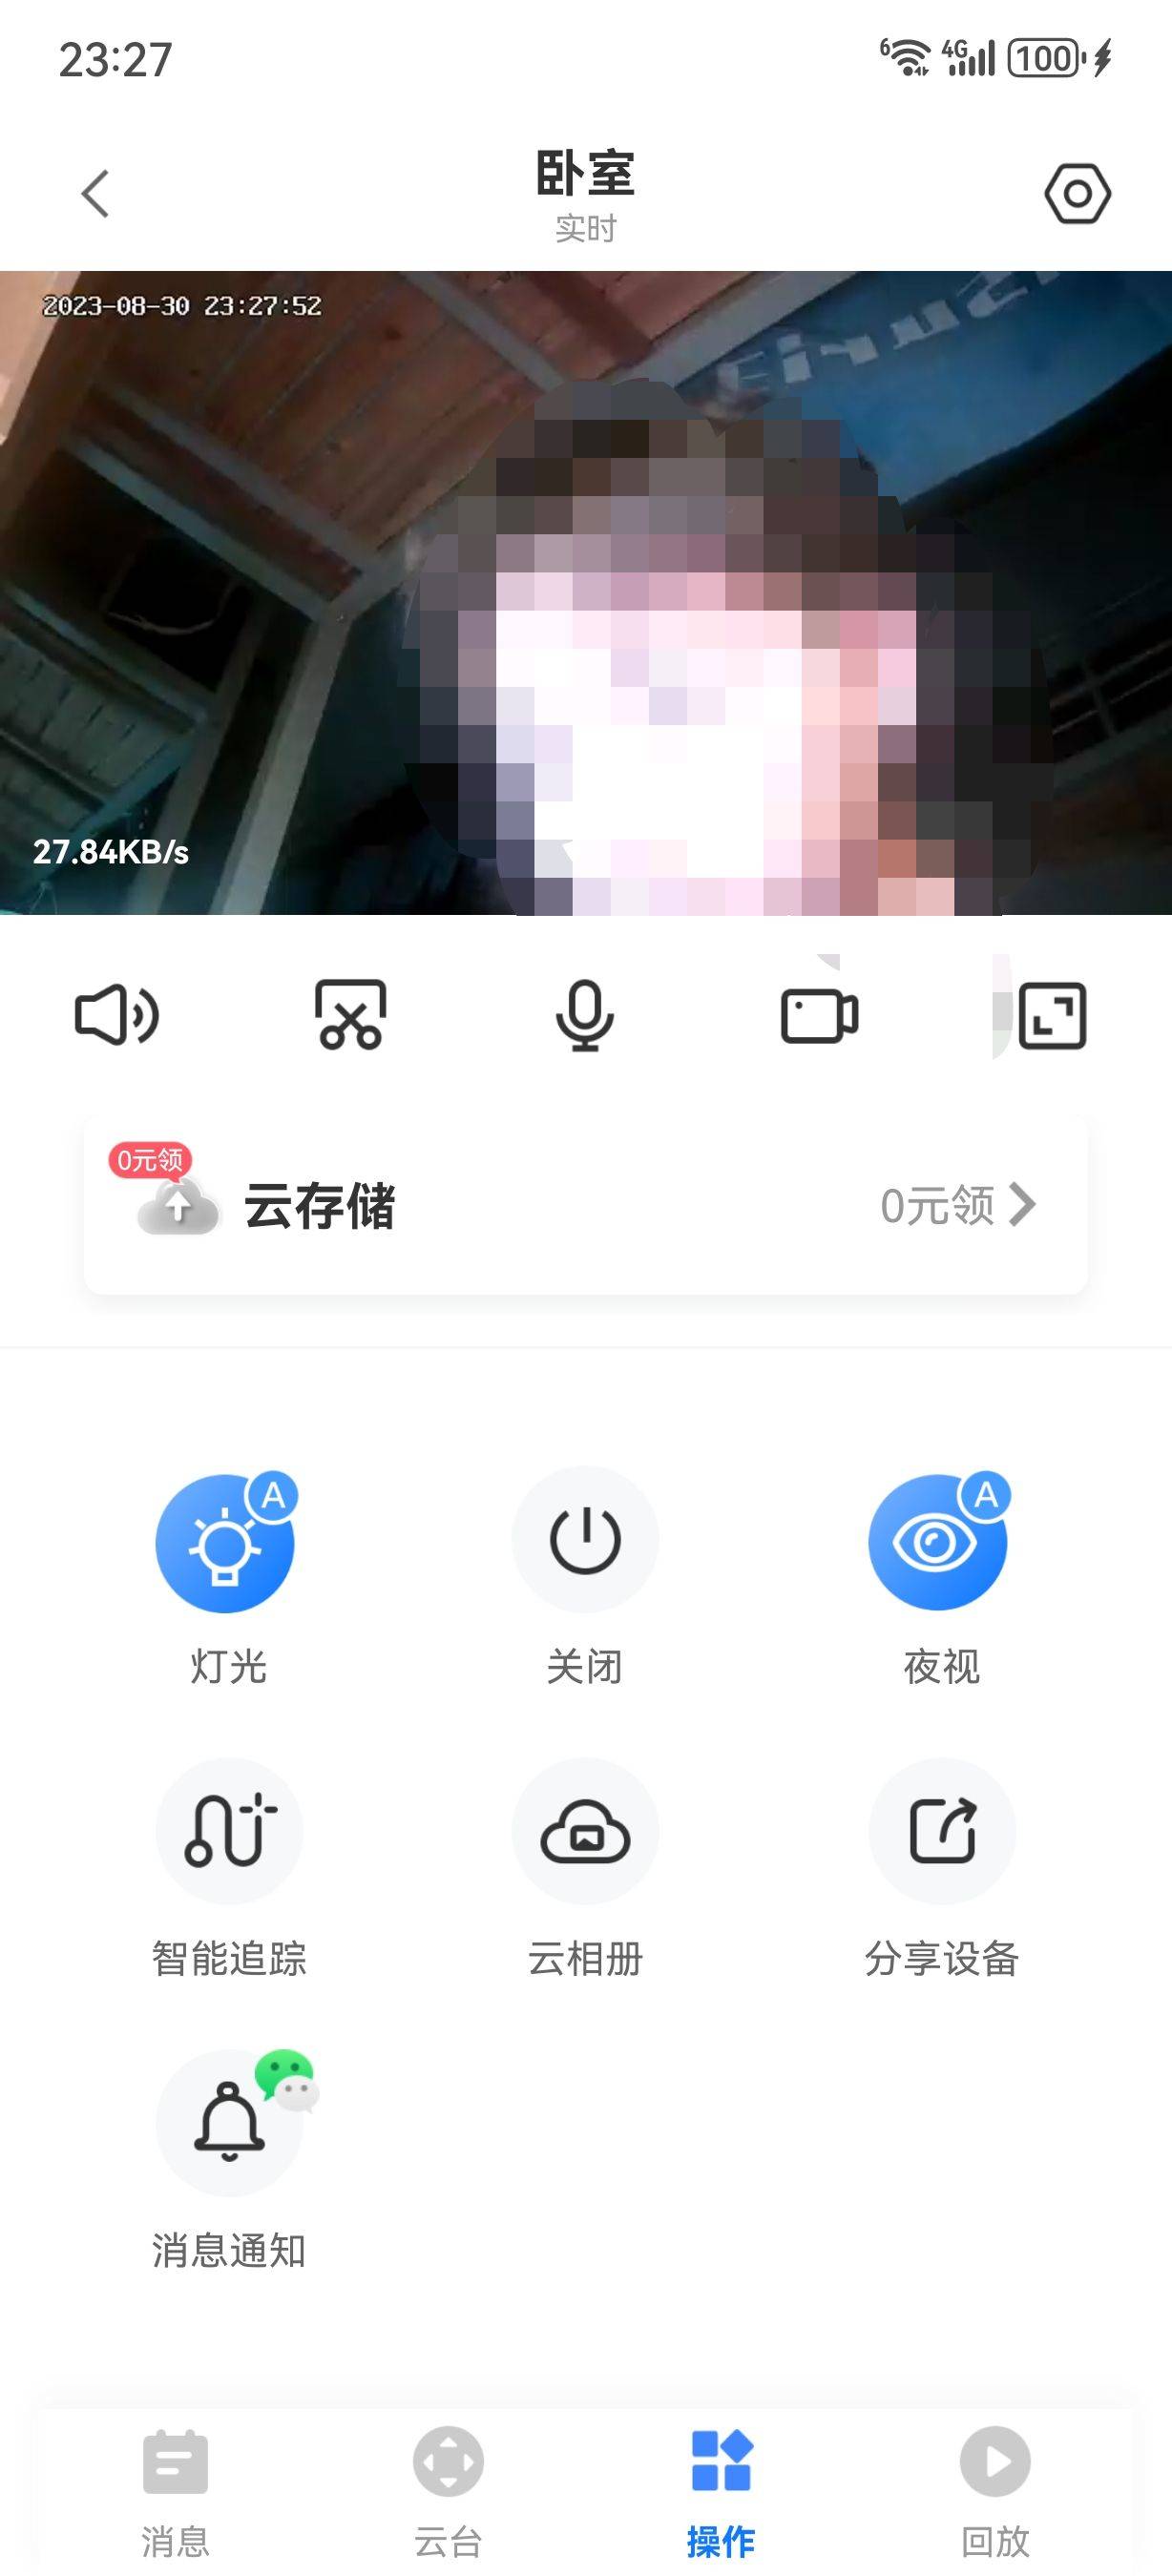 23:27
6 4G 100
卧室
实时
2023-08-30 23:27:52
27.84KB/s
0元领
云存储 0元领
A A
灯光 关闭 夜视
智能追踪 云相册 分享设备
消息通知
消息 云台 操作 回放